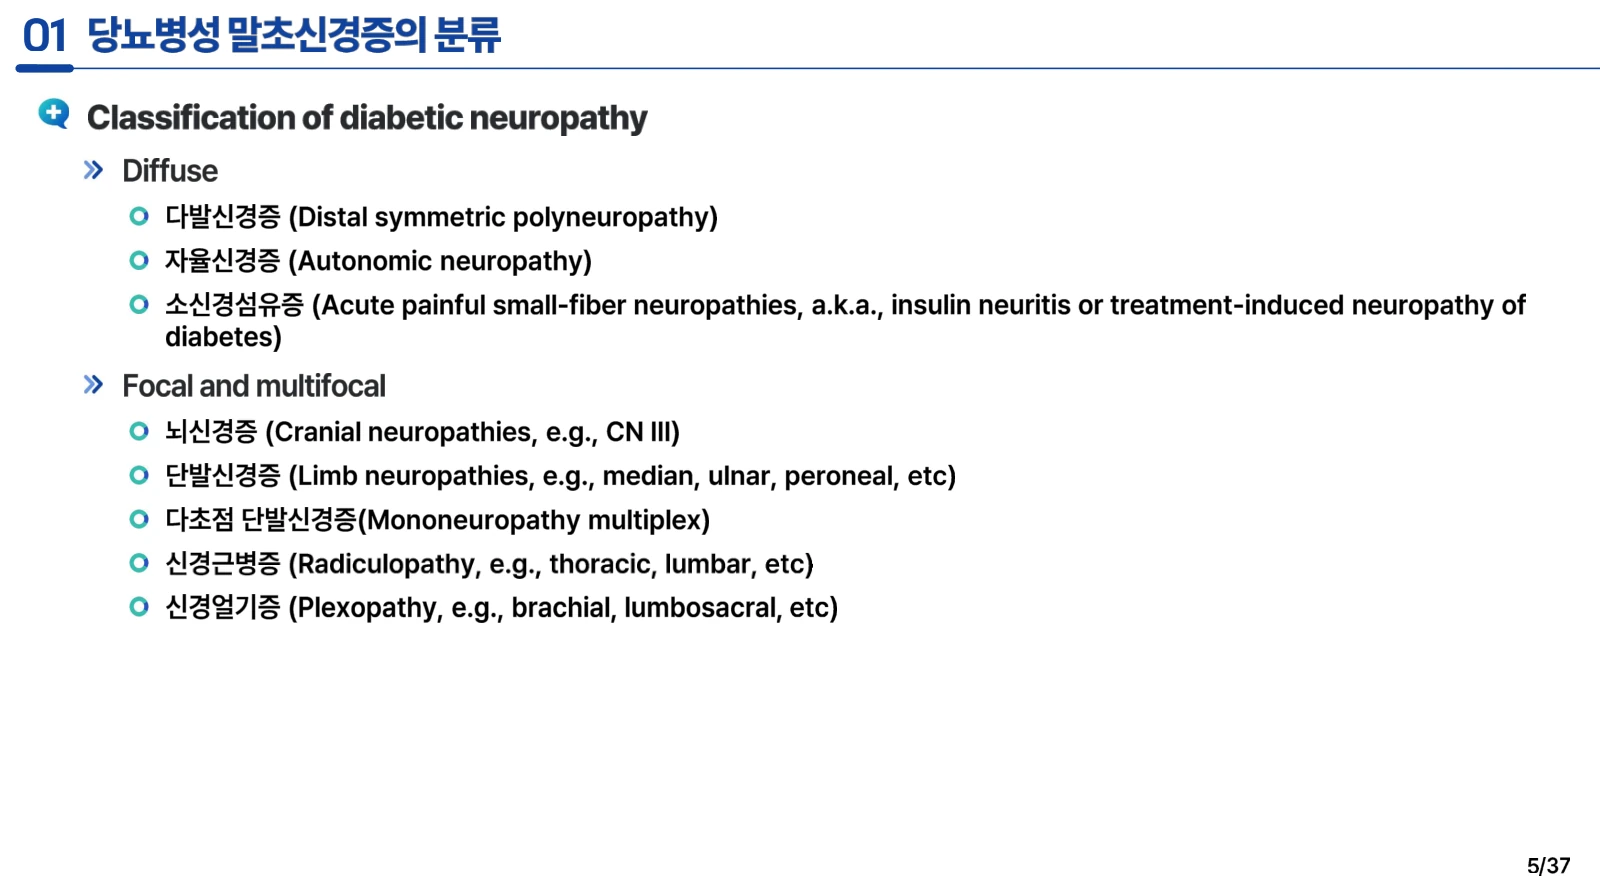 01 당뇨병성 말초신경증의 분류
Classification of diabetic neuropathy
Diffuse
다발신경증 (Distal symmetric polyneuropathy)
자율신경증 (Autonomic neuropathy)
소신경섬유증 (Acute painful small-fiber neuropathies, a.k.a., insulin neuritis or treatment-induced neuropathy of
diabetes)
Focal and multifocal
뇌신경증 (Cranial neuropathies, e.g., CN III)
단발신경증 (Limb neuropathies, e.g., median, ulnar, peroneal, etc)
다초점 단발신경증(Mononeuropathy multiplex)
신경근병증 (Radiculopathy, e.g., thoracic, lumbar, etc)
신경얼기증 (Plexopathy, e.g., brachial, lumbosacral, etc)
5/37